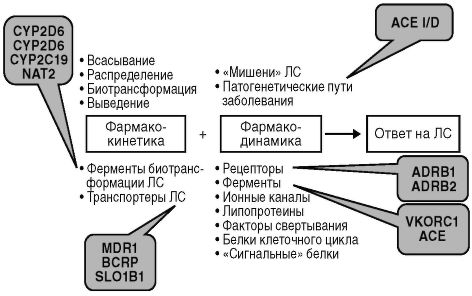 CYP2D6
CYP2D6
CYP2C19
NAT2
ACE I/D
• Всасывание
• Распределение
• Биотрансформация
• Выведение
• «Мишени» ЛС
• Патогенетические пути
заболевания
Фармако-
кинетика
+
Фармако-
динамика
Ответ на ЛС
• Ферменты биотранс-
формации ЛС
• Транспортеры ЛС
• Рецепторы
• Ферменты
• Ионные каналы
• Липопротеины
• Факторы свертывания
• Белки клеточного цикла
• «Сигнальные» белки
ADRB1
ADRB2
VKORC1
ACE
MDR1
BCRP
SLO1B1